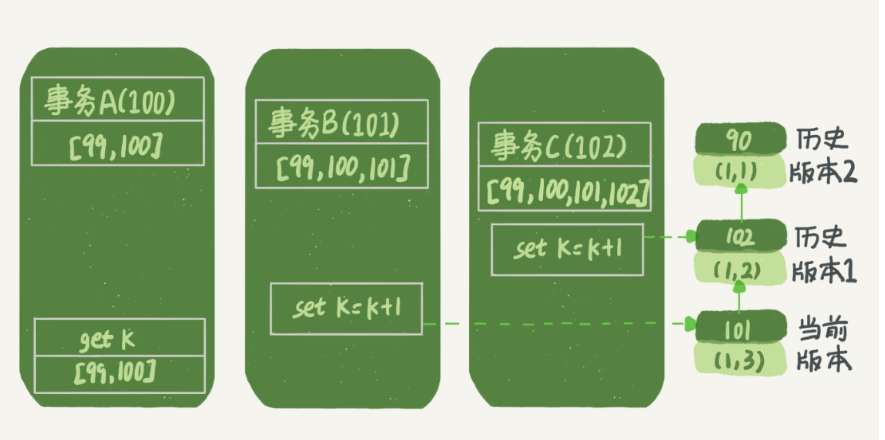 事务A(100)
[99,100]
get k
[99,100]
事务B(101)
[99,100,101]
set k=k+1
事务C(102)
[99,100,101,102]
set k=k+1
90
(1,1)
历史
版本2
102
(1,2)
历史
版本1
101
(1,3)
当前
版本